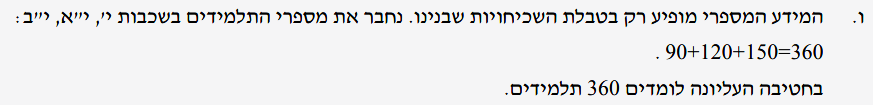 ו. המידע המספרי מופיע רק בטבלת השכיחויות שבנינו. נחבר את מספרי התלמידים בשכבות י', י"א, י"ב:
90+120+150=360 .
בחטיבה העליונה לומדים 360 תלמידים.